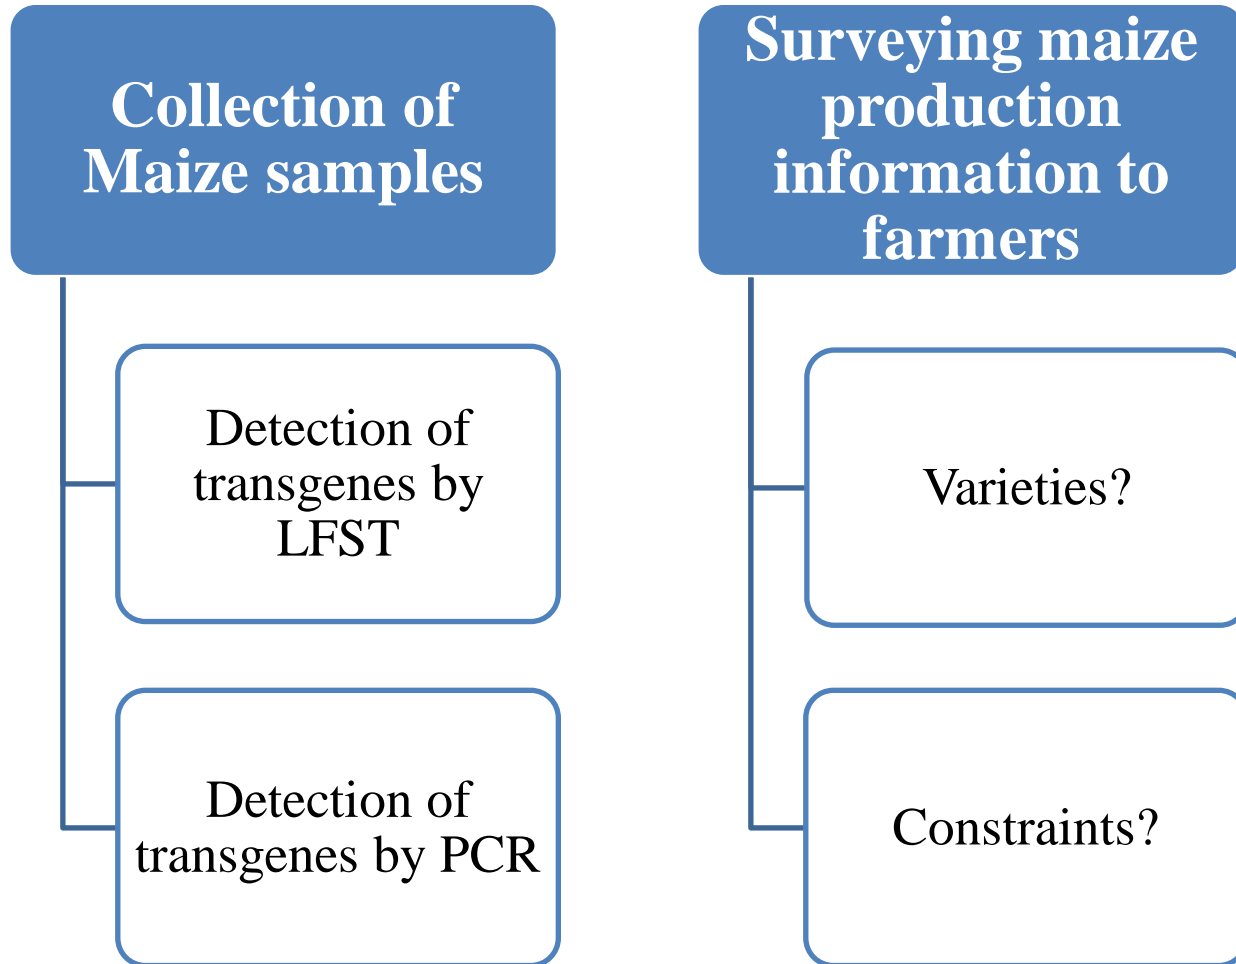 Collection of
Maize samples
Detection of
transgenes by
LFST
Detection of
transgenes by PCR
Surveying maize
production
information to
farmers
Varieties?
Constraints?